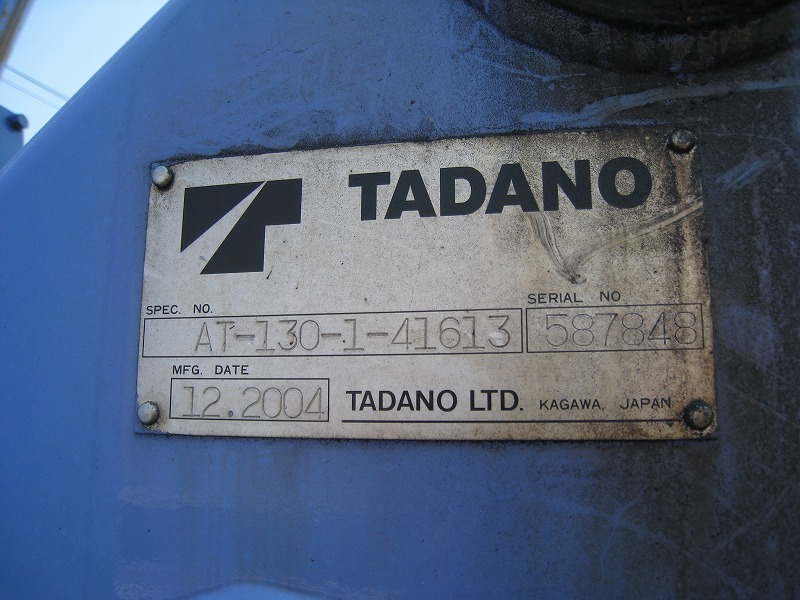 TADANO
SPEC. NO.
AT-130-1-41613
SERIAL NO
587848
MFG. DATE
12.2004
TADANO LTD. KAGAWA, JAPAN